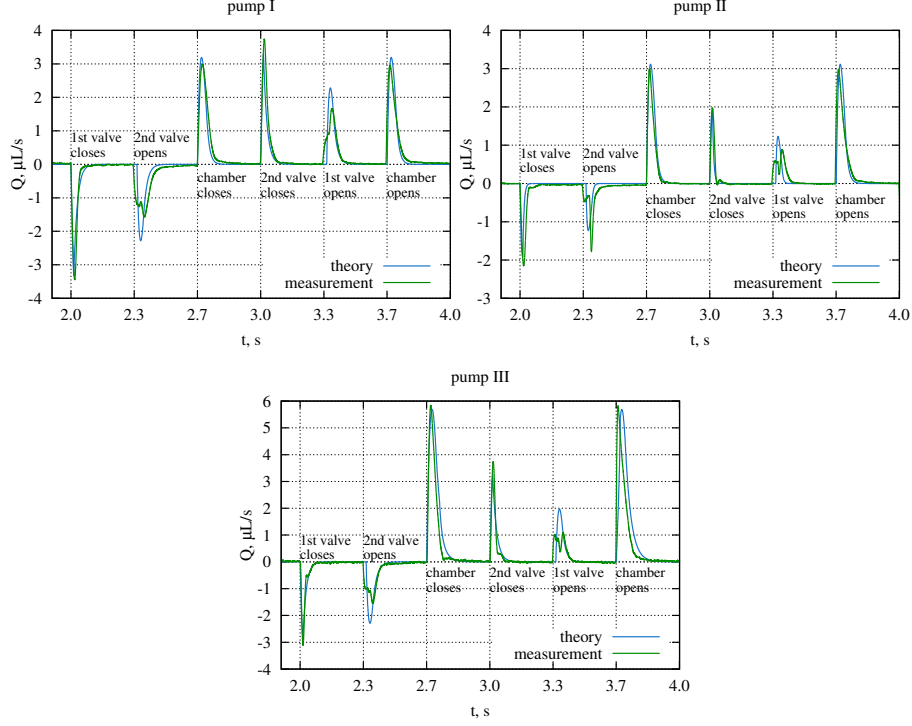 pump I
4
3
2
1
0
-1
-2
-3
-4
Q, μL/s
1st valve
closes
2nd valve
opens
chamber
closes
2nd valve
closes
1st valve
opens
chamber
opens
theory
measurement
2.0 2.3 2.7 3.0 3.3 3.7 4.0
t, s
pump II
4
3
2
1
0
-1
-2
-3
Q, μL/s
1st valve
closes
2nd valve
opens
chamber
closes
2nd valve
closes
1st valve
opens
chamber
opens
theory
measurement
2.0 2.3 2.7 3.0 3.3 3.7 4.0
t, s
pump III
6
5
4
3
2
1
0
-1
-2
-3
-4
Q, μL/s
1st valve
closes
2nd valve
opens
chamber
closes
2nd valve
closes
1st valve
opens
chamber
opens
theory
measurement
2.0 2.3 2.7 3.0 3.3 3.7 4.0
t, s